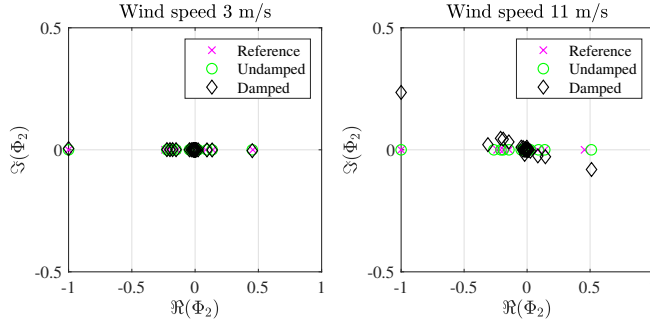 Wind speed 3 m/s
0.5
0
-0.5
ℑ(Φ₂)
Reference
Undamped
Damped
-1
-0.5
0
0.5
1
ℜ(Φ₂)
Wind speed 11 m/s
0.5
0
-0.5
ℑ(Φ₂)
Reference
Undamped
Damped
-1
-0.5
0
0.5
ℜ(Φ₂)